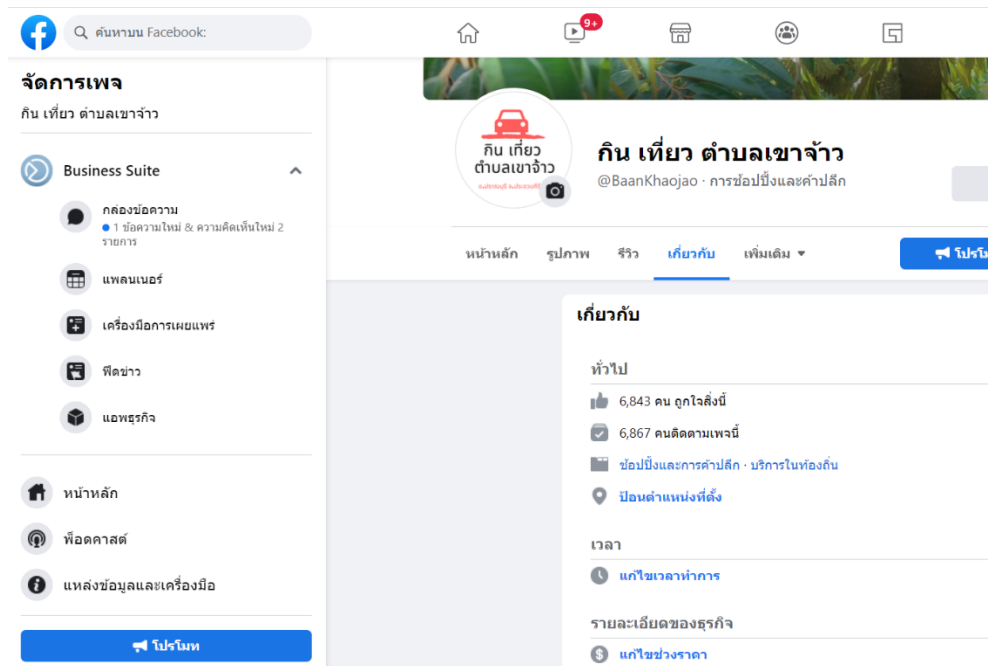 ค้นหาบน Facebook:
9+
จัดการเพจ
กิน เที่ยว ตำบลเขาจ้าว
Business Suite
กล่องข้อความ
1 ข้อความใหม่ & ความคิดเห็นใหม่ 2
รายการ
แพลนเนอร์
เครื่องมือการเผยแพร่
ฟีดข่าว
แอพธุรกิจ
หน้าหลัก
พ็อดคาสต์
แหล่งข้อมูลและเครื่องมือ
โปรโมท
กิน เที่ยว
ตำบลเขาจ้าว
กิน เที่ยว ตำบลเขาจ้าว
@BaanKhaojao · การช้อปปิ้งและค้าปลีก
หน้าหลัก รูปภาพ รีวิว เกี่ยวกับ เพิ่มเติม
เกี่ยวกับ
ทั่วไป
6,843 คน ถูกใจสิ่งนี้
6,867 คนติดตามเพจนี้
ช้อปปิ้งและการค้าปลีก · บริการในท้องถิ่น
ป้อนตำแหน่งที่ตั้ง
เวลา
แก้ไขเวลาทำการ
รายละเอียดของธุรกิจ
แก้ไขช่วงราคา